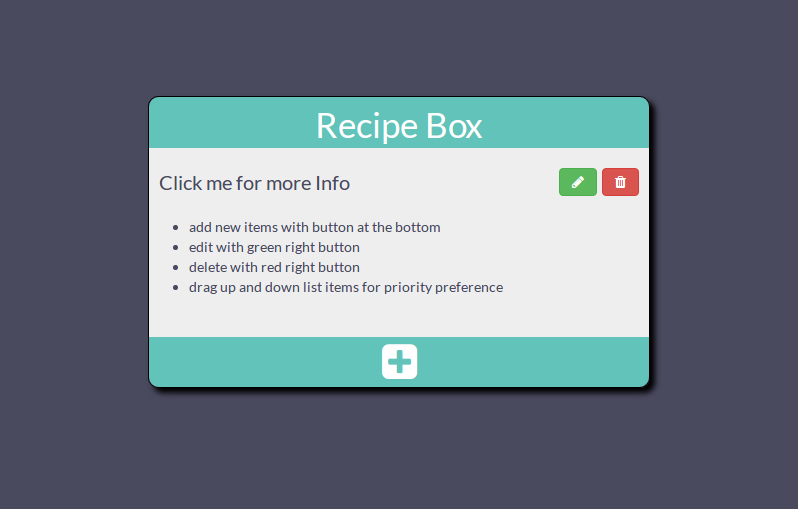 Recipe Box
Click me for more Info
add new items with button at the bottom
edit with green right button
delete with red right button
drag up and down list items for priority preference